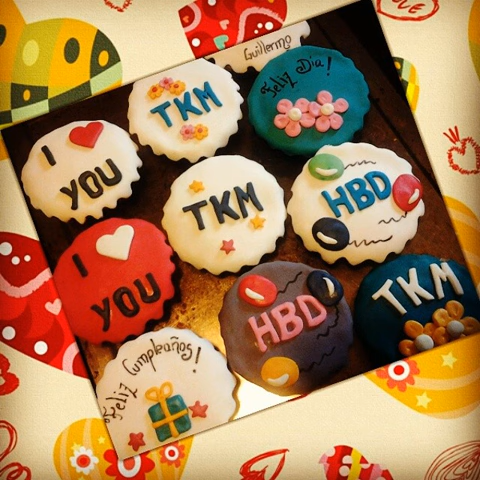 Guillermo
TKM
Feliz Día!
I
YOU
TKM
HBD
I
YOU
HBD
TKM
Feliz Cumpleaños!